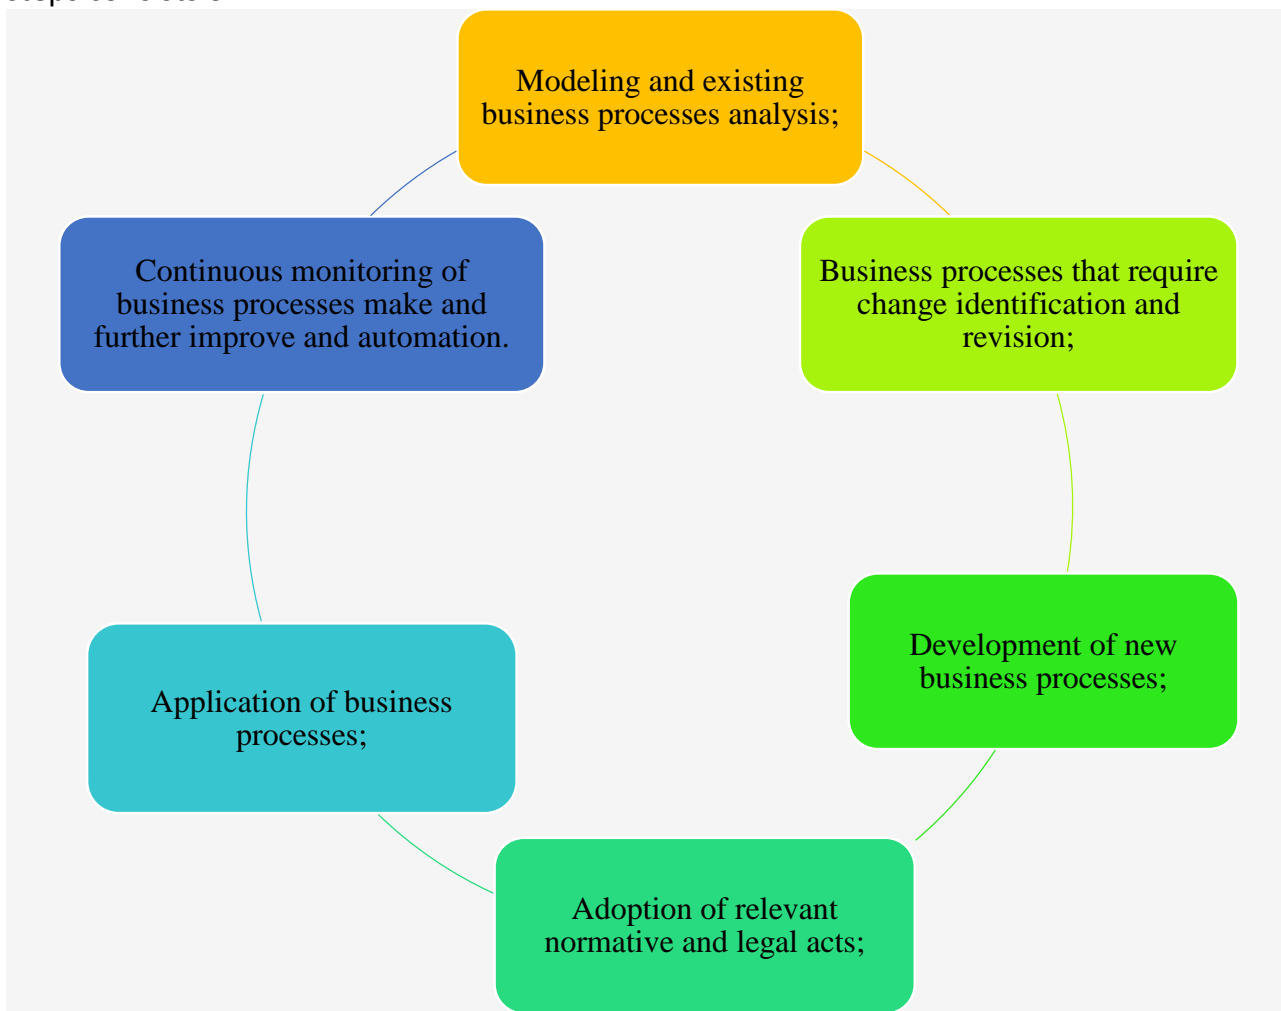 Modeling and existing
business processes analysis;
Business processes that require
change identification and
revision;
Development of new
business processes;
Adoption of relevant
normative and legal acts;
Application of business
processes;
Continuous monitoring of
business processes make and
further improve and automation.